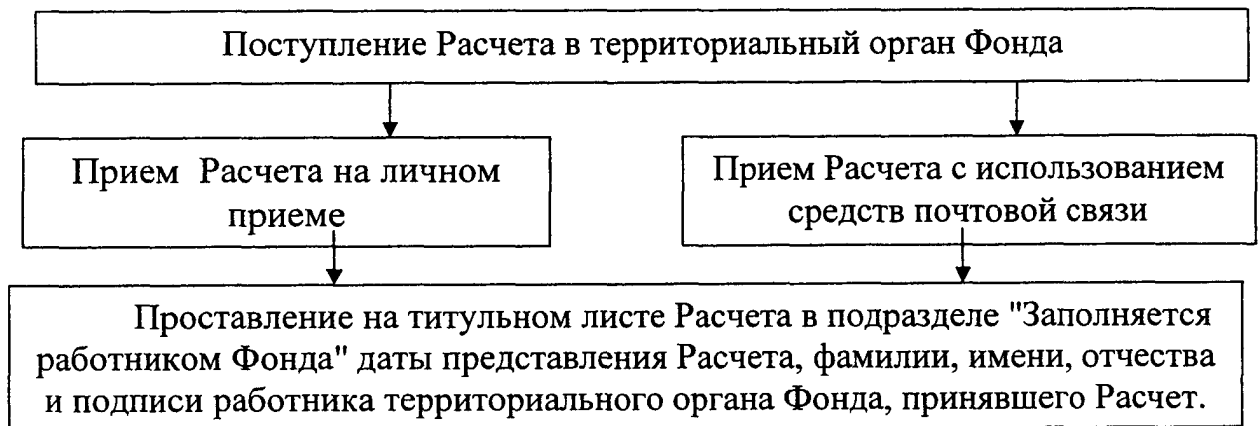 Поступление Расчета в территориальный орган Фонда
Прием Расчета на личном
приеме
Прием Расчета с использованием
средств почтовой связи
Проставление на титульном листе Расчета в подразделе "Заполняется
работником Фонда" даты представления Расчета, фамилии, имени, отчества
и подписи работника территориального органа Фонда, принявшего Расчет.